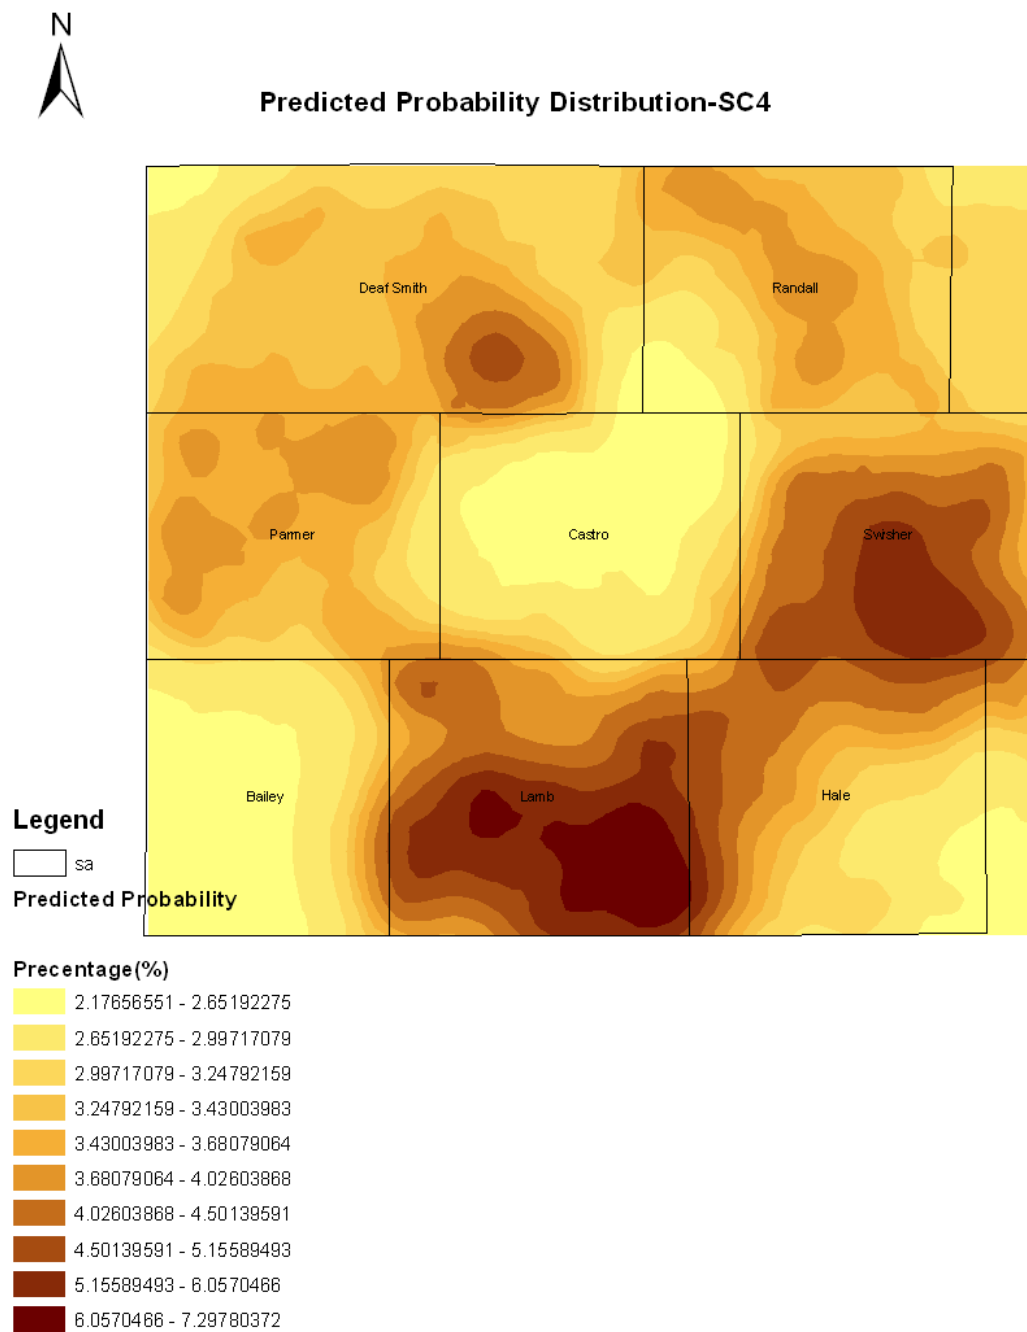 N
Predicted Probability Distribution-SC4
Deaf Smith
Randall
Parmer
Castro
Swisher
Bailey
Lamb
Hale
Legend
sa
Predicted Probability
Precentage(%)
2.17656551 - 2.65192275
2.65192275 - 2.99717079
2.99717079 - 3.24792159
3.24792159 - 3.43003983
3.43003983 - 3.68079064
3.68079064 - 4.02603868
4.02603868 - 4.50139591
4.50139591 - 5.15589493
5.15589493 - 6.0570466
6.0570466 - 7.29780372